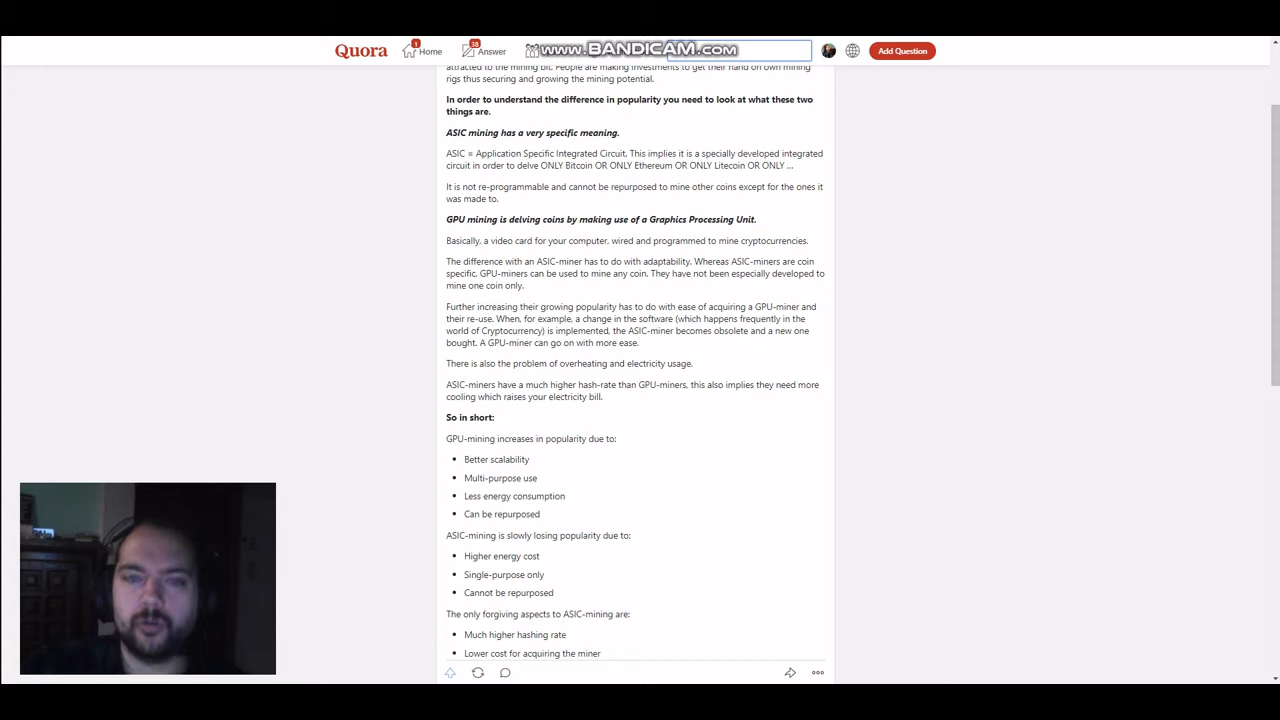 www.BANDICAM.com
Quora
1
Home
38
Answer
Add Question
attracted to the mining bit. People are making investments to get their hand on own mining
rigs thus securing and growing the mining potential.
In order to understand the difference in popularity you need to look at what these two
things are.
ASIC mining has a very specific meaning.
ASIC = Application Specific Integrated Circuit. This implies it is a specially developed integrated
circuit in order to delve ONLY Bitcoin OR ONLY Ethereum OR ONLY Litecoin OR ONLY ...
It is not re-programmable and cannot be repurposed to mine other coins except for the ones it
was made to.
GPU mining is delving coins by making use of a Graphics Processing Unit.
Basically, a video card for your computer, wired and programmed to mine cryptocurrencies.
The difference with an ASIC-miner has to do with adaptability. Whereas ASIC-miners are coin
specific, GPU-miners can be used to mine any coin. They have not been especially developed to
mine one coin only.
Further increasing their growing popularity has to do with ease of acquiring a GPU-miner and
their re-use. When, for example, a change in the software (which happens frequently in the
world of Cryptocurrency) is implemented, the ASIC-miner becomes obsolete and a new one
bought. A GPU-miner can go on with more ease.
There is also the problem of overheating and electricity usage.
ASIC-miners have a much higher hash-rate than GPU-miners, this also implies they need more
cooling which raises your electricity bill.
So in short:
GPU-mining increases in popularity due to:
• Better scalability
• Multi-purpose use
• Less energy consumption
• Can be repurposed
ASIC-mining is slowly losing popularity due to:
• Higher energy cost
• Single-purpose only
• Cannot be repurposed
The only forgiving aspects to ASIC-mining are:
• Much higher hashing rate
• Lower cost for acquiring the miner